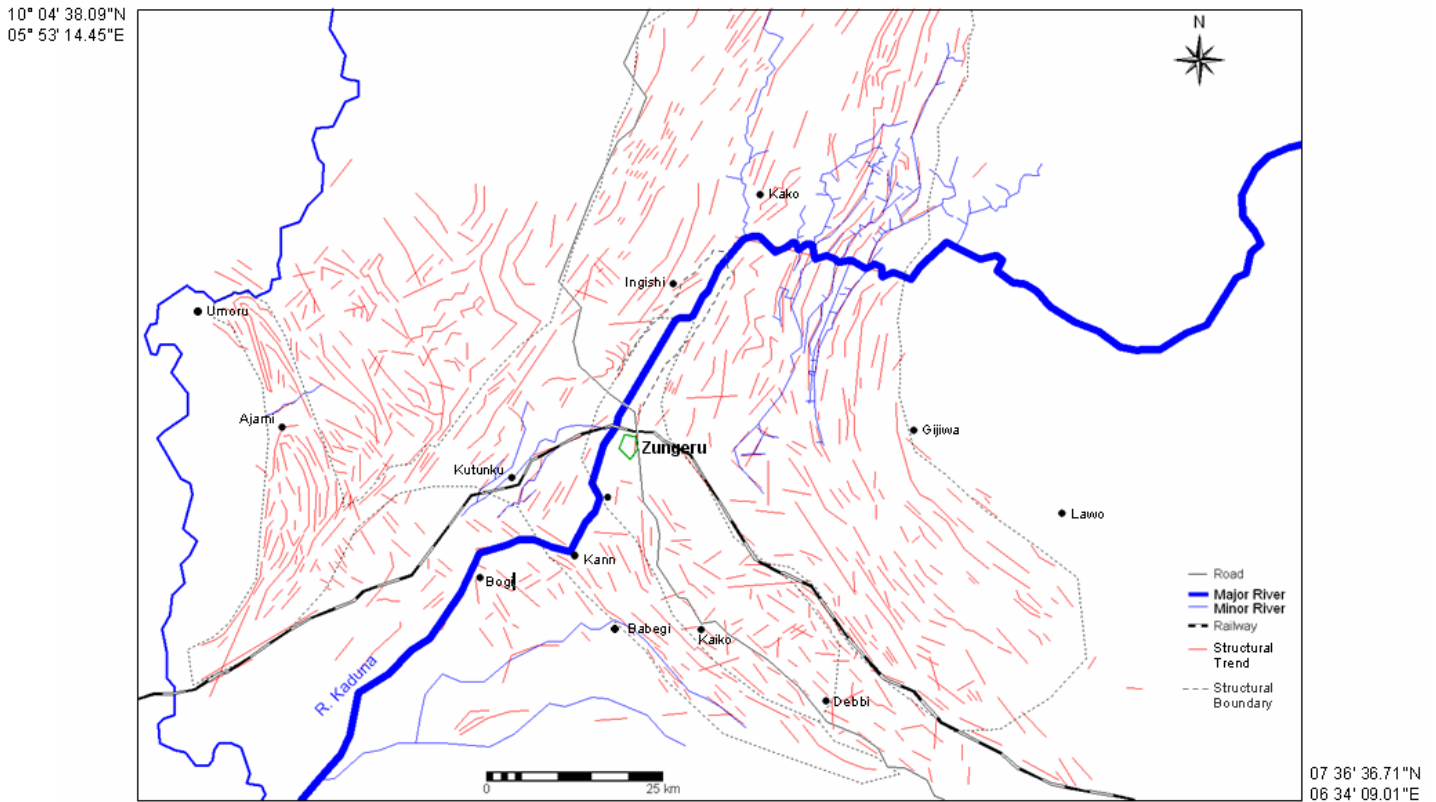 10° 04' 38.09"N
05° 53' 14.45"E
N
Kako
Ingishi
Umoru
Ajami
Gijiwa
Zungeru
Kutunku
Lawo
Kann
Bogi
Babegi
Kaiko
Debbi
R. Kaduna
Road
Major River
Minor River
Railway
Structural
Trend
Structural
Boundary
0 25 km
07 36' 36.71"N
06 34' 09.01"E